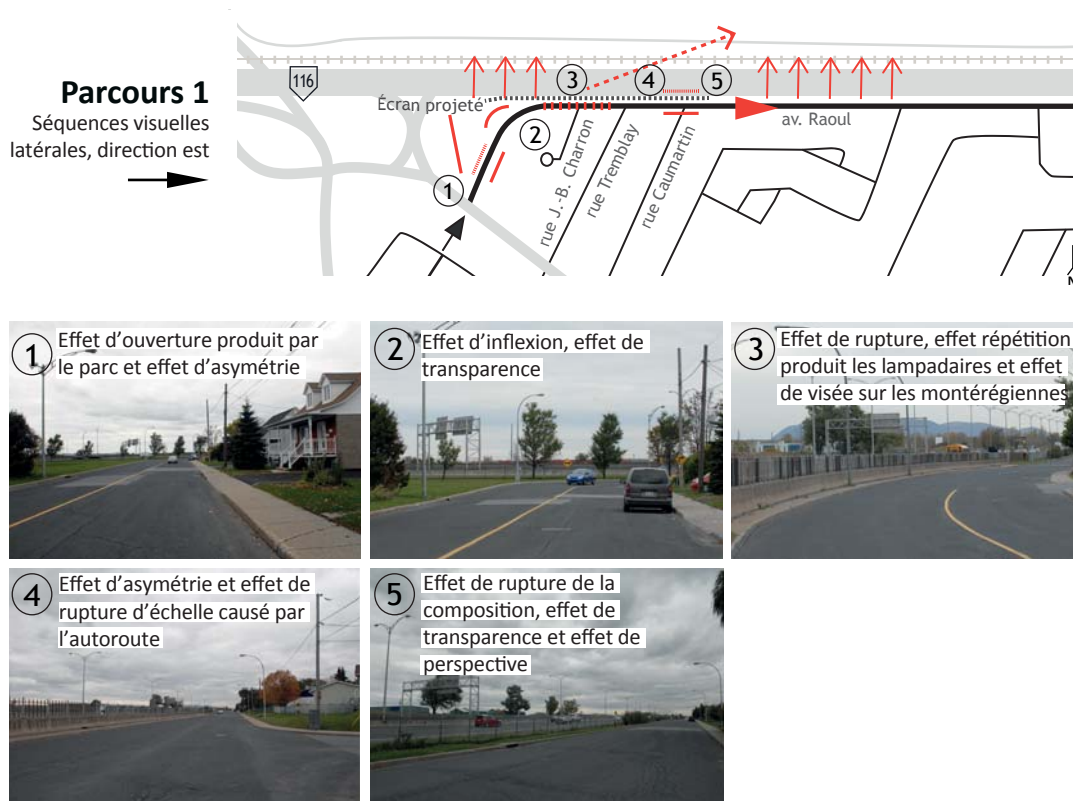 Parcours 1
Séquences visuelles
latérales, direction est
116
Écran projeté
1
2
3
4
5
rue J.-B. Charron
rue Tremblay
rue Caumartin
av. Raoul
N
1
Effet d'ouverture produit par
le parc et effet d'asymétrie
2
Effet d'inflexion, effet de
transparence
3
Effet de rupture, effet répétition
produit les lampadaires et effet
de visée sur les montérégiennes
4
Effet d'asymétrie et effet de
rupture d'échelle causé par
l'autoroute
5
Effet de rupture de la
composition, effet de
transparence et effet de
perspective